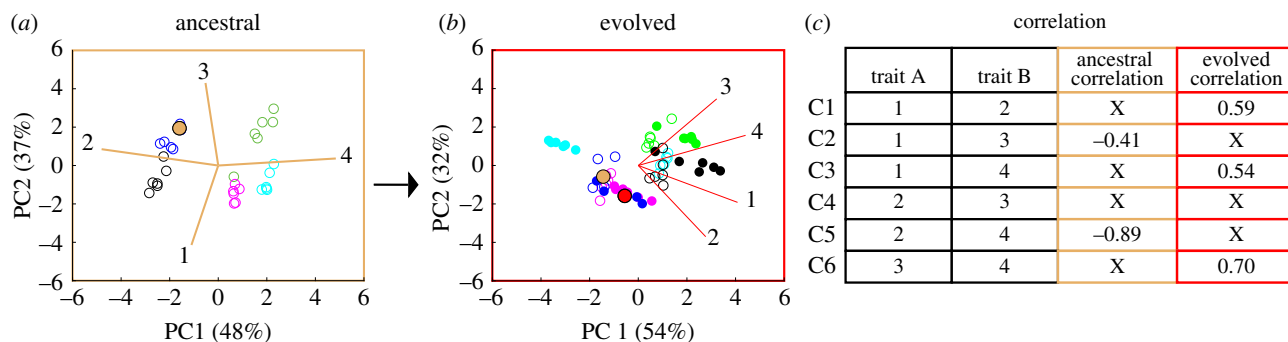 (a) ancestral
6
4
2
0
−2
−4
−6
−6 −4 −2 0 2 4 6
PC2 (37%)
PC1 (48%)
3
2
4
1
(b) evolved
6
4
2
0
−2
−4
−6
−6 −4 −2 0 2 4 6
PC2 (32%)
PC 1 (54%)
3
4
1
2
(c) correlation
trait A trait B ancestral correlation evolved correlation
C1 1 2 X 0.59
C2 1 3 −0.41 X
C3 1 4 X 0.54
C4 2 3 X X
C5 2 4 −0.89 X
C6 3 4 X 0.70